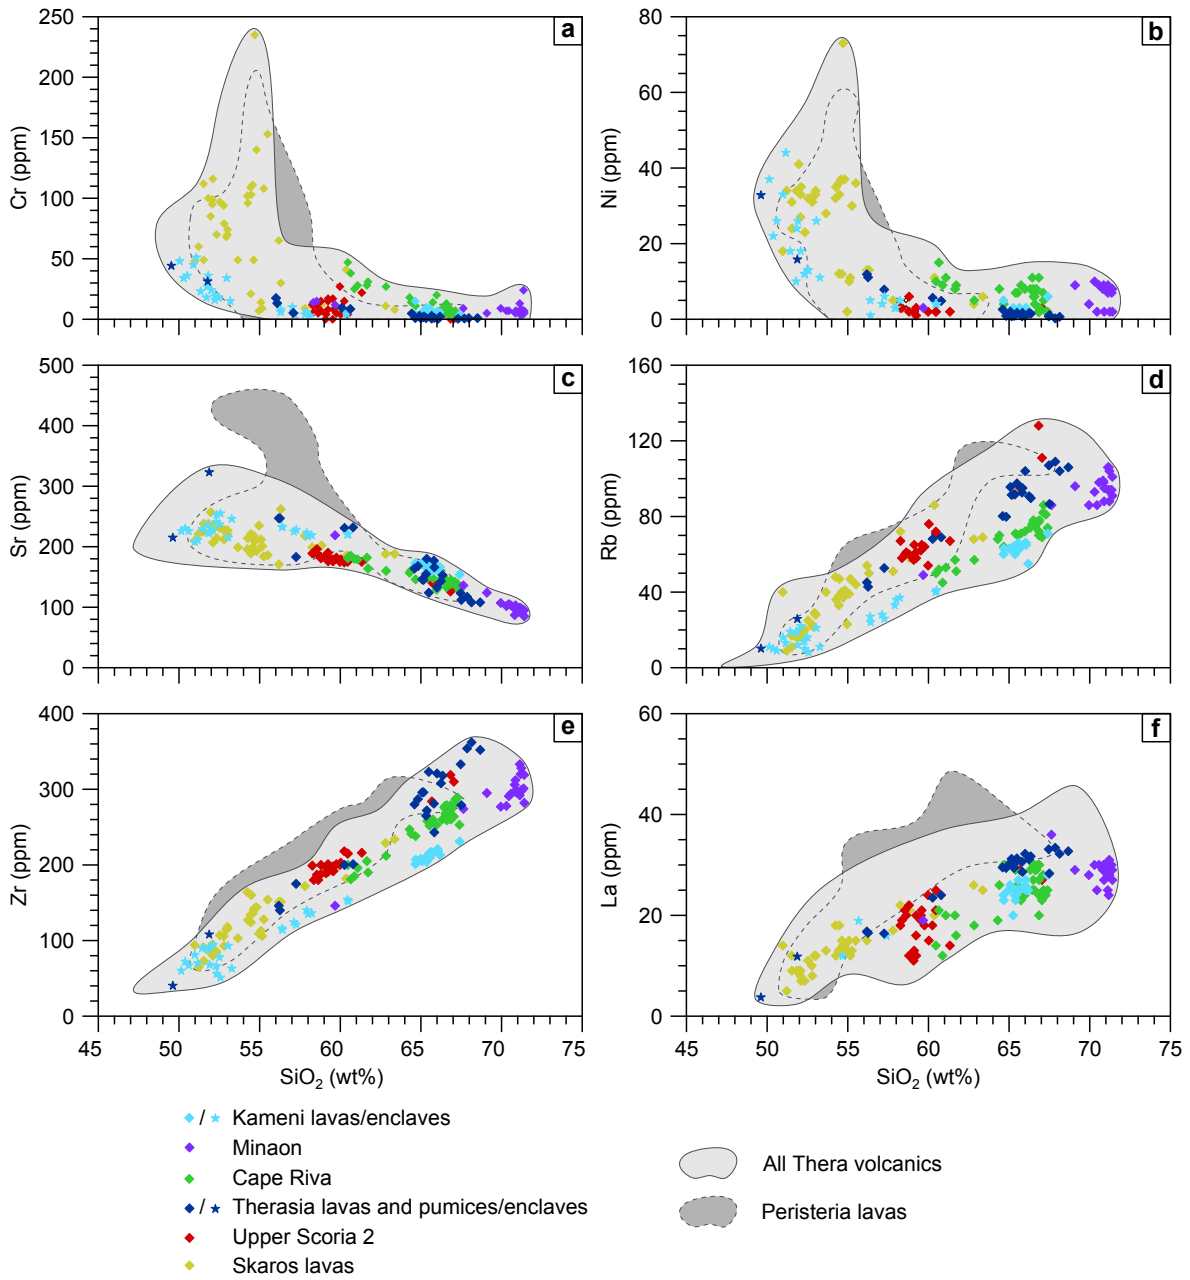 250
200
150
100
50
0
Cr (ppm)
a
80
60
40
20
0
Ni (ppm)
b
500
400
300
200
100
0
Sr (ppm)
c
160
120
80
40
0
Rb (ppm)
d
400
300
200
100
0
Zr (ppm)
e
45 50 55 60 65 70 75
SiO2 (wt%)
60
40
20
0
La (ppm)
f
45 50 55 60 65 70 75
SiO2 (wt%)
/ Kameni lavas/enclaves
Minaon
Cape Riva
/ Therasia lavas and pumices/enclaves
Upper Scoria 2
Skaros lavas
All Thera volcanics
Peristeria lavas